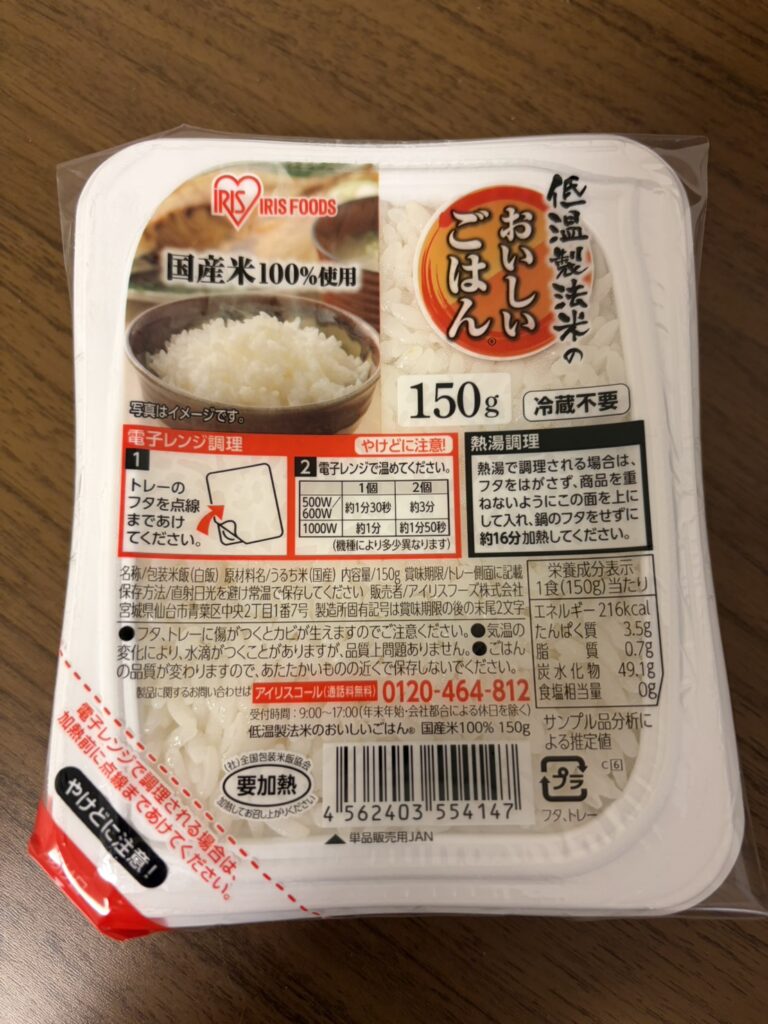 IRIS IRIS FOODS
国産米100%使用
写真はイメージです。
低温製法米の
おいしい
ごはん®
150g
冷蔵不要
電子レンジ調理
やけどに注意!
1
トレーの
フタを点線
まであけ
てください。
2 電子レンジで温めてください。
1個 2個
500W/600W 約1分30秒 約3分
1000W 約1分 約1分50秒
(機種により多少異なります)
熱湯調理
熱湯で調理される場合は、
フタをはがさず、商品を重
ねないようにこの面を上に
して入れ、鍋のフタをせずに
約16分加熱してください。
名称/包装米飯(白飯) 原材料名/うるち米(国産) 内容量/150g 賞味期限/トレー側面に記載
保存方法/直射日光を避け常温で保存してください 販売者/アイリスフーズ株式会社
宮城県仙台市青葉区中央2丁目1番7号 製造所固有記号は賞味期限の後の末尾2文字
●フタ、トレーに傷がつくとカビが生えますのでご注意ください。●気温の
変化により、水滴がつくことがありますが、品質上問題ありません。●ごはん
の品質が変わりますので、あたたかいものの近くで保存しないでください。
製品に関するお問い合わせは アイリスコール(通話料無料) 0120-464-812
受付時間:9:00~17:00(年末年始・会社都合による休日を除く)
低温製法米のおいしいごはん® 国産米100% 150g
栄養成分表示
1食(150g)当たり
エネルギー 216kcal
たんぱく質 3.5g
脂質 0.7g
炭水化物 49.1g
食塩相当量 0g
サンプル品分析に
よる推定値
(社)全国包装米飯協会
要加熱
加熱してお召し上がりください
4 562403 554147
▲単品販売用JAN
C 6
プラ
フタ、トレー
電子レンジで調理される場合は、
加熱前に点線まであけてください。
やけどに注意!